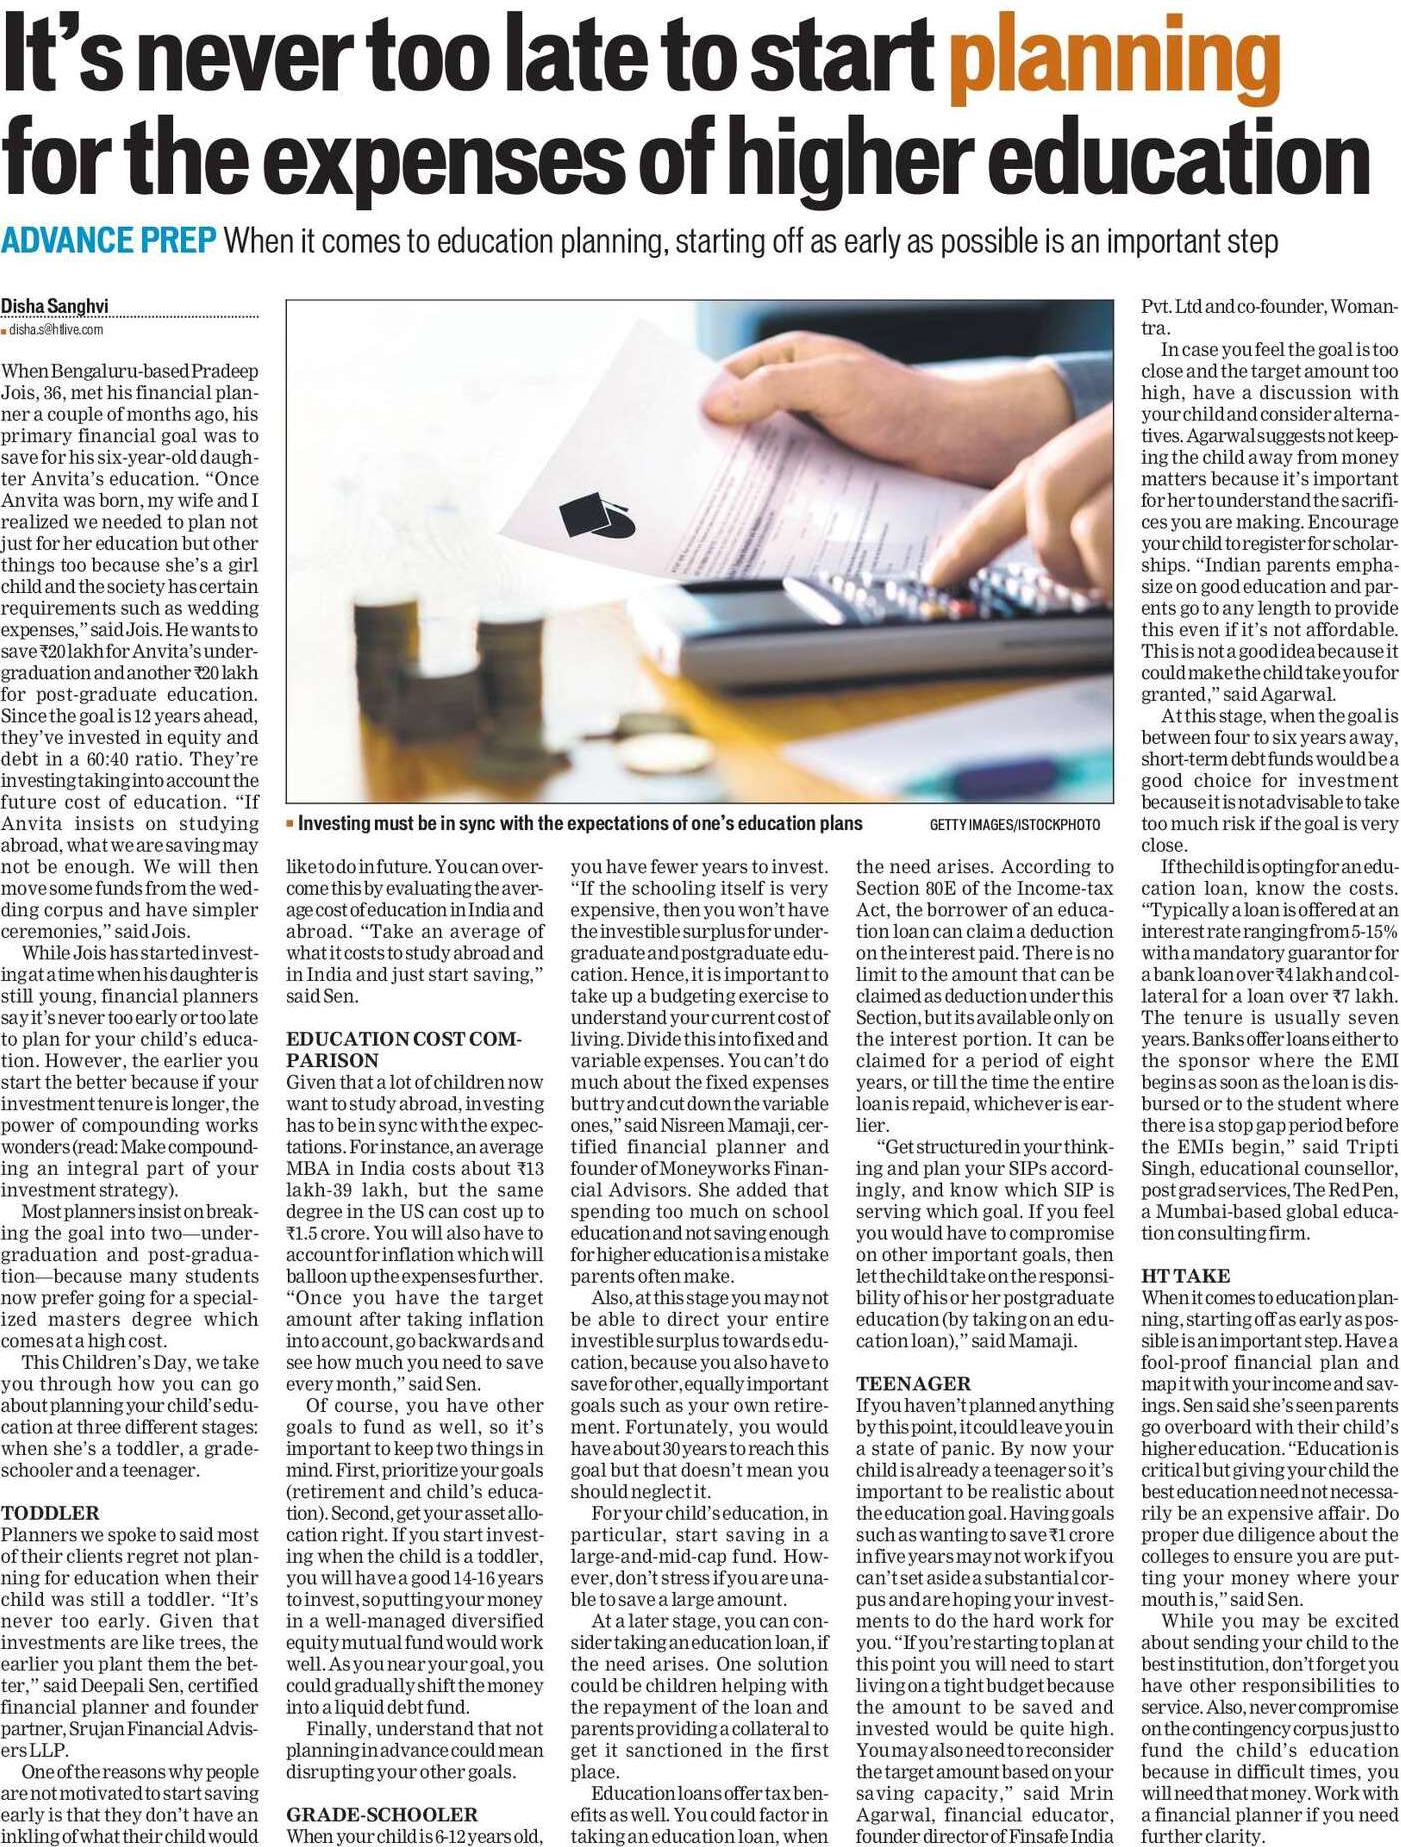 It's never too late to start planning
for the expenses of higher education
ADVANCE PREP When it comes to education planning, starting off as early as possible is an important step
Disha Sanghvi
disha.s@htlive.com
When Bengaluru-based Pradeep
Jois, 36, met his financial plan-
ner a couple of months ago, his
primary financial goal was to
save for his six-year-old daugh-
ter Anvita's education. “Once
Anvita was born, my wife and I
realized we needed to plan not
just for her education but other
things too because she's a girl
child and the society has certain
requirements such as wedding
expenses,” said Jois. He wants to
save ₹20 lakh for Anvita's under-
graduation and another ₹20 lakh
for post-graduate education.
Since the goal is 12 years ahead,
they've invested in equity and
debt in a 60:40 ratio. They're
investing taking into account the
future cost of education. “If
Anvita insists on studying
abroad, what we are saving may
not be enough. We will then
move some funds from the wed-
ding corpus and have simpler
ceremonies,” said Jois.
While Jois has started invest-
ing at a time when his daughter is
still young, financial planners
say it's never too early or too late
to plan for your child's educa-
tion. However, the earlier you
start the better because if your
investment tenure is longer, the
power of compounding works
wonders (read: Make compound-
ing an integral part of your
investment strategy).
Most planners insist on break-
ing the goal into two—under-
graduation and post-gradua-
tion—because many students
now prefer going for a special-
ized masters degree which
comes at a high cost.
This Children's Day, we take
you through how you can go
about planning your child's edu-
cation at three different stages:
when she's a toddler, a grade-
schooler and a teenager.
TODDLER
Planners we spoke to said most
of their clients regret not plan-
ning for education when their
child was still a toddler. “It's
never too early. Given that
investments are like trees, the
earlier you plant them the bet-
ter,” said Deepali Sen, certified
financial planner and founder
partner, Srujan Financial Advis-
ers LLP.
One of the reasons why people
are not motivated to start saving
early is that they don't have an
inkling of what their child would
Investing must be in sync with the expectations of one's education plans
GETTY IMAGES/ISTOCKPHOTO
like to do in future. You can over-
come this by evaluating the aver-
age cost of education in India and
abroad. “Take an average of
what it costs to study abroad and
in India and just start saving,”
said Sen.
EDUCATION COST COM-
PARISON
Given that a lot of children now
want to study abroad, investing
has to be in sync with the expec-
tations. For instance, an average
MBA in India costs about ₹13
lakh-39 lakh, but the same
degree in the US can cost up to
₹1.5 crore. You will also have to
account for inflation which will
balloon up the expenses further.
“Once you have the target
amount after taking inflation
into account, go backwards and
see how much you need to save
every month,” said Sen.
Of course, you have other
goals to fund as well, so it's
important to keep two things in
mind. First, prioritize your goals
(retirement and child's educa-
tion). Second, get your asset allo-
cation right. If you start invest-
ing when the child is a toddler,
you will have a good 14-16 years
to invest, so putting your money
in a well-managed diversified
equity mutual fund would work
well. As you near your goal, you
could gradually shift the money
into a liquid debt fund.
Finally, understand that not
planning in advance could mean
disrupting your other goals.
GRADE-SCHOOLER
When your child is 6-12 years old,
you have fewer years to invest.
“If the schooling itself is very
expensive, then you won't have
the investible surplus for under-
graduate and postgraduate edu-
cation. Hence, it is important to
take up a budgeting exercise to
understand your current cost of
living. Divide this into fixed and
variable expenses. You can't do
much about the fixed expenses
but try and cut down the variable
ones,” said Nisreen Mamaji, cer-
tified financial planner and
founder of Moneyworks Finan-
cial Advisors. She added that
spending too much on school
education and not saving enough
for higher education is a mistake
parents often make.
Also, at this stage you may not
be able to direct your entire
investible surplus towards edu-
cation, because you also have to
save for other, equally important
goals such as your own retire-
ment. Fortunately, you would
have about 30 years to reach this
goal but that doesn't mean you
should neglect it.
For your child's education, in
particular, start saving in a
large-and-mid-cap fund. How-
ever, don't stress if you are una-
ble to save a large amount.
At a later stage, you can con-
sider taking an education loan, if
the need arises. One solution
could be children helping with
the repayment of the loan and
parents providing a collateral to
get it sanctioned in the first
place.
Education loans offer tax ben-
efits as well. You could factor in
taking an education loan, when
the need arises. According to
Section 80E of the Income-tax
Act, the borrower of an educa-
tion loan can claim a deduction
on the interest paid. There is no
limit to the amount that can be
claimed as deduction under this
Section, but its available only on
the interest portion. It can be
claimed for a period of eight
years, or till the time the entire
loan is repaid, whichever is ear-
lier.
“Get structured in your think-
ing and plan your SIPs accord-
ingly, and know which SIP is
serving which goal. If you feel
you would have to compromise
on other important goals, then
let the child take on the responsi-
bility of his or her postgraduate
education (by taking on an edu-
cation loan),” said Mamaji.
TEENAGER
If you haven't planned anything
by this point, it could leave you in
a state of panic. By now your
child is already a teenager so it's
important to be realistic about
the education goal. Having goals
such as wanting to save ₹1 crore
in five years may not work if you
can't set aside a substantial cor-
pus and are hoping your invest-
ments to do the hard work for
you. “If you're starting to plan at
this point you will need to start
living on a tight budget because
the amount to be saved and
invested would be quite high.
You may also need to reconsider
the target amount based on your
saving capacity,” said Mrin
Agarwal, financial educator,
founder director of Finsafe India
Pvt. Ltd and co-founder, Woman-
tra.
In case you feel the goal is too
close and the target amount too
high, have a discussion with
your child and consider alterna-
tives. Agarwal suggests not keep-
ing the child away from money
matters because it's important
for her to understand the sacrifi-
ces you are making. Encourage
your child to register for scholar-
ships. “Indian parents empha-
size on good education and par-
ents go to any length to provide
this even if it's not affordable.
This is not a good idea because it
could make the child take you for
granted,” said Agarwal.
At this stage, when the goal is
between four to six years away,
short-term debt funds would be a
good choice for investment
because it is not advisable to take
too much risk if the goal is very
close.
If the child is opting for an edu-
cation loan, know the costs.
“Typically a loan is offered at an
interest rate ranging from 5-15%
with a mandatory guarantor for
a bank loan over ₹4 lakh and col-
lateral for a loan over ₹7 lakh.
The tenure is usually seven
years. Banks offer loans either to
the sponsor where the EMI
begins as soon as the loan is dis-
bursed or to the student where
there is a stop gap period before
the EMIs begin,” said Tripti
Singh, educational counsellor,
post grad services, The Red Pen,
a Mumbai-based global educa-
tion consulting firm.
HT TAKE
When it comes to education plan-
ning, starting off as early as pos-
sible is an important step. Have a
fool-proof financial plan and
map it with your income and sav-
ings. Sen said she's seen parents
go overboard with their child's
higher education. “Education is
critical but giving your child the
best education need not necessa-
rily be an expensive affair. Do
proper due diligence about the
colleges to ensure you are put-
ting your money where your
mouth is,” said Sen.
While you may be excited
about sending your child to the
best institution, don't forget you
have other responsibilities to
service. Also, never compromise
on the contingency corpus just to
fund the child's education
because in difficult times, you
will need that money. Work with
a financial planner if you need
further clarity.